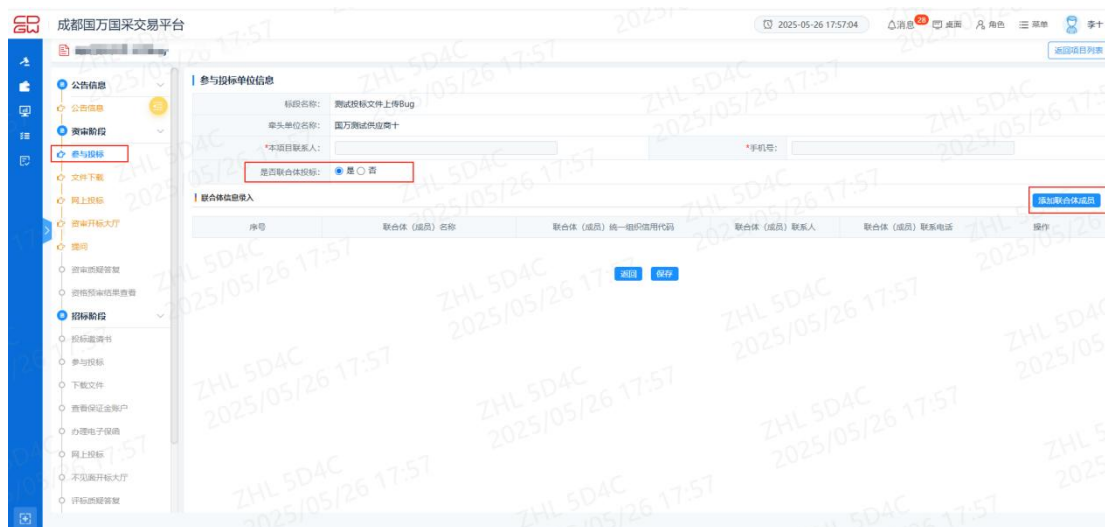 成都国万国采交易平台
2025-05-26 17:57:04
消息 28
桌面
角色
菜单
李十
返回项目列表
公告信息
公告信息
资审阶段
参与投标
文件下载
网上投标
资审开标大厅
提问
资审质疑答复
资格预审结果查看
招标阶段
投标邀请书
参与投标
下载文件
查看保证金账户
办理电子保函
网上投标
不见面开标大厅
评标质疑答复
参与投标单位信息
标段名称: 测试投标文件上传Bug
牵头单位名称: 国万测试供应商十
*本项目联系人: *手机号:
是否联合体投标: 是 否
联合体信息录入
添加联合体成员
序号 联合体（成员）名称 联合体（成员）统一组织信用代码 联合体（成员）联系人 联合体（成员）联系电话 操作
返回 保存
ZHL 5D4C
2025/05/26 17:57